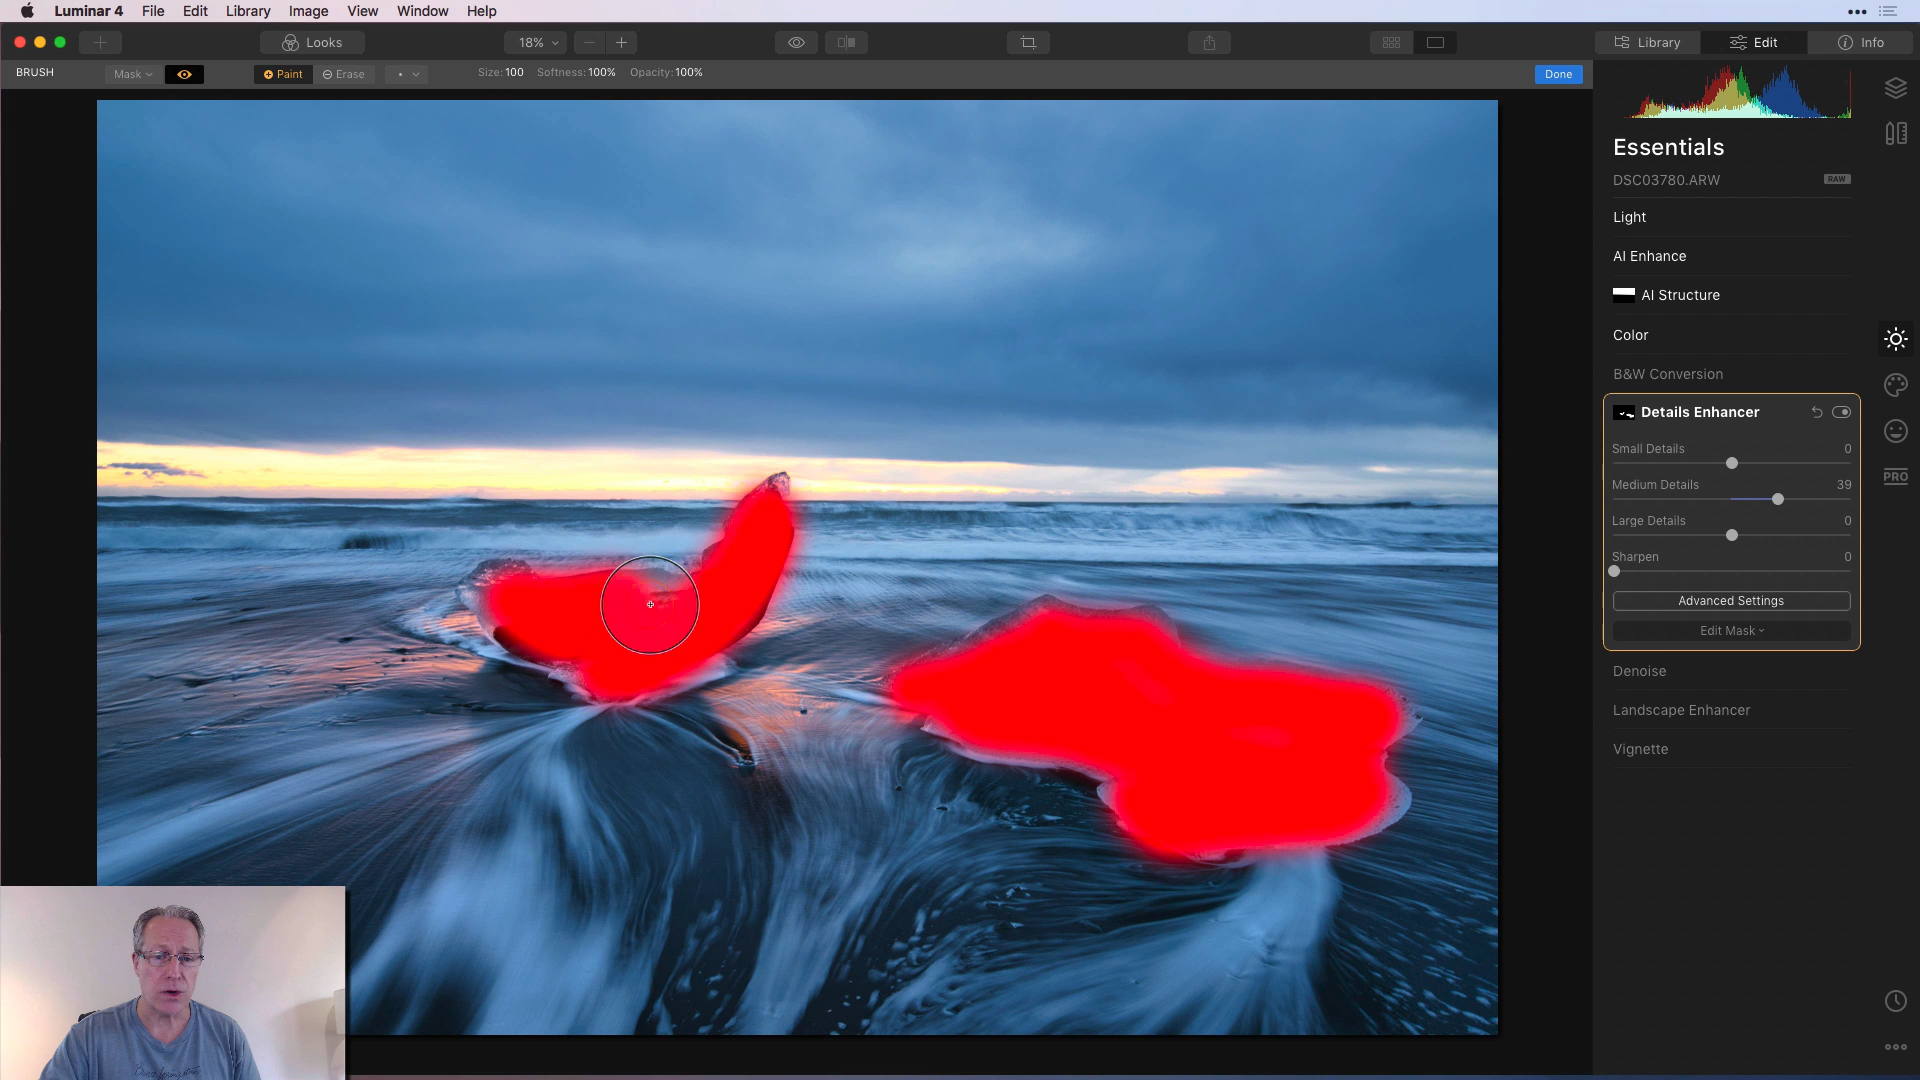 Luminar 4 File Edit Library Image View Window Help
Looks 18% Library Edit Info
BRUSH Mask Paint Erase Size: 100 Softness: 100% Opacity: 100% Done
Essentials
DSC03780.ARW RAW
Light
AI Enhance
AI Structure
Color
B&W Conversion
Details Enhancer
Small Details 0
Medium Details 39
Large Details 0
Sharpen 0
Advanced Settings
Edit Mask
Denoise
Landscape Enhancer
Vignette
PRO